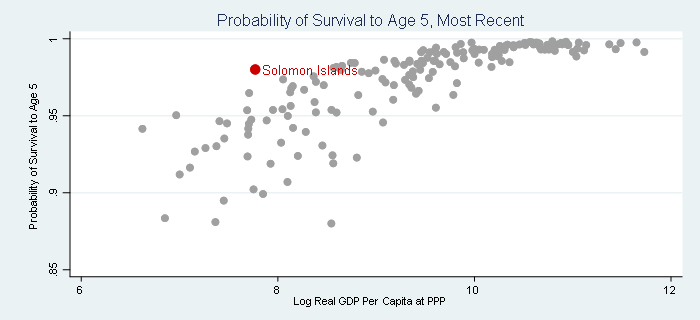 Probability of Survival to Age 5, Most Recent
Probability of Survival to Age 5
1
.95
.9
.85
Solomon Islands
6
8
10
12
Log Real GDP Per Capita at PPP